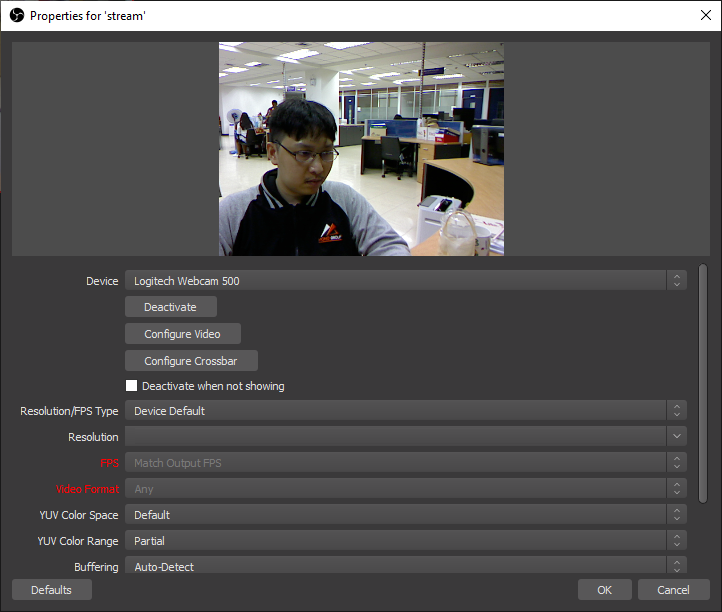 Properties for 'stream'
Device Logitech Webcam 500
Deactivate
Configure Video
Configure Crossbar
Deactivate when not showing
Resolution/FPS Type Device Default
Resolution
FPS Match Output FPS
Video Format Any
YUV Color Space Default
YUV Color Range Partial
Buffering Auto-Detect
Defaults OK Cancel